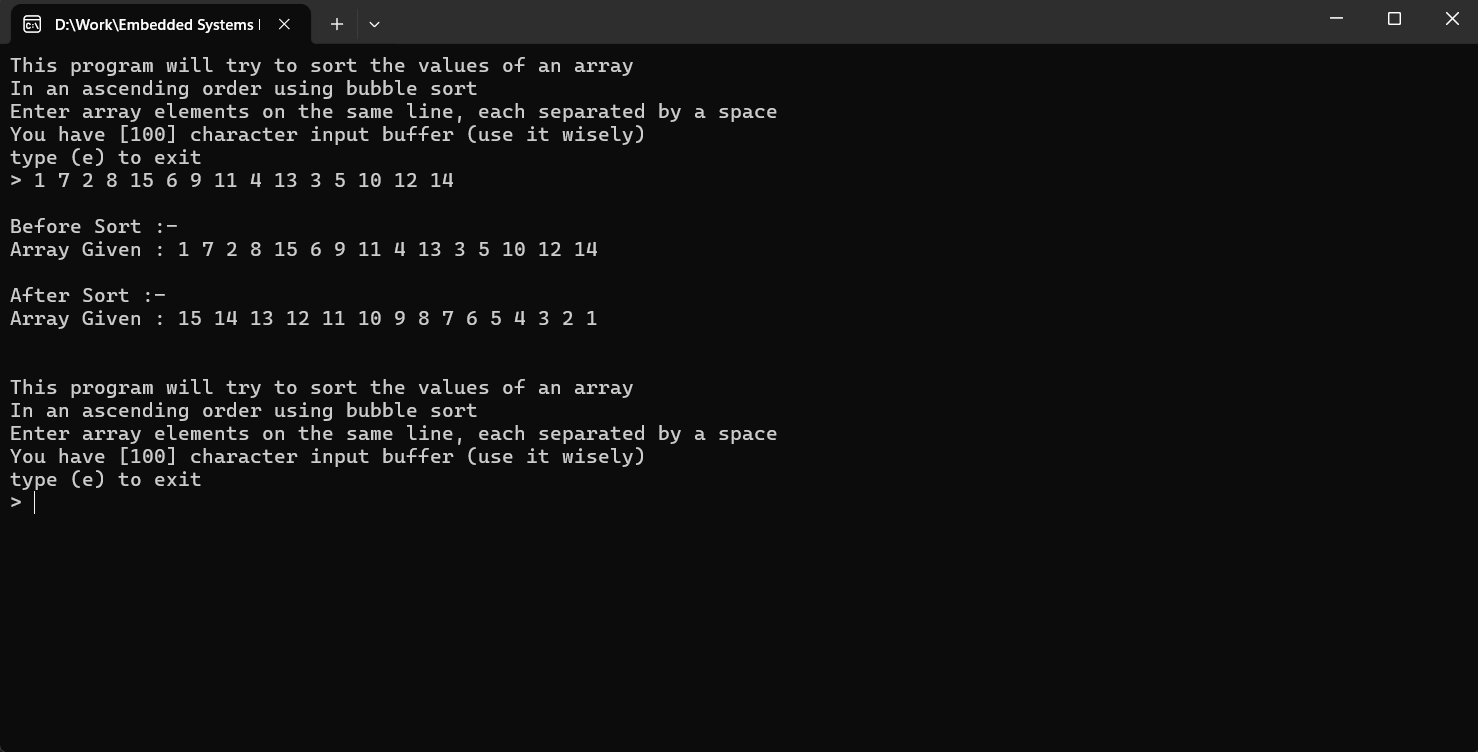 D:\Work\Embedded Systems
This program will try to sort the values of an array
In an ascending order using bubble sort
Enter array elements on the same line, each separated by a space
You have [100] character input buffer (use it wisely)
type (e) to exit
> 1 7 2 8 15 6 9 11 4 13 3 5 10 12 14
Before Sort :-
Array Given : 1 7 2 8 15 6 9 11 4 13 3 5 10 12 14
After Sort :-
Array Given : 15 14 13 12 11 10 9 8 7 6 5 4 3 2 1
This program will try to sort the values of an array
In an ascending order using bubble sort
Enter array elements on the same line, each separated by a space
You have [100] character input buffer (use it wisely)
type (e) to exit
>